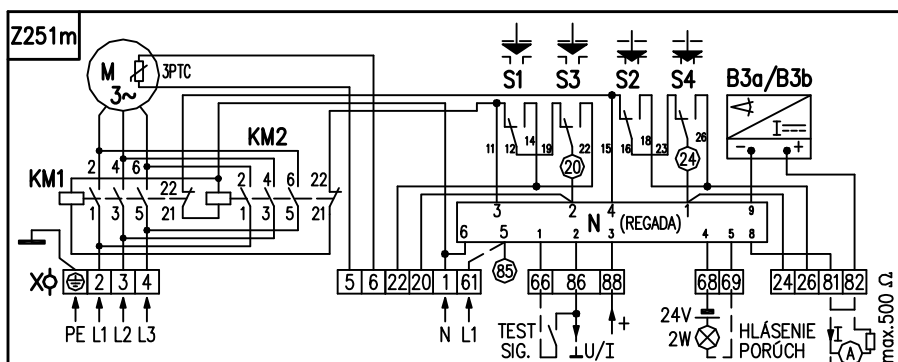 Z251m
M
3~
3PTC
S1 S3 S2 S4 B3a/B3b
I
- +
KM2
KM1
2 4 6 22
1 3 5 21
2 4 6 22
1 3 5 21
11 12 14 19 22 15 16 18 23 26
20 24
3 2 4 1 9
N (REGADA)
6 5 1 2 3 4 5 8
85
X
2 3 4 5 6 22 20 1 61 66 86 88 68 69 24 26 81 82
PE L1 L2 L3 N L1
TEST
SIG.
⊥U/I
+
24V
2W
HLÁSENIE
PORÚCH
I
A
max.500 Ω